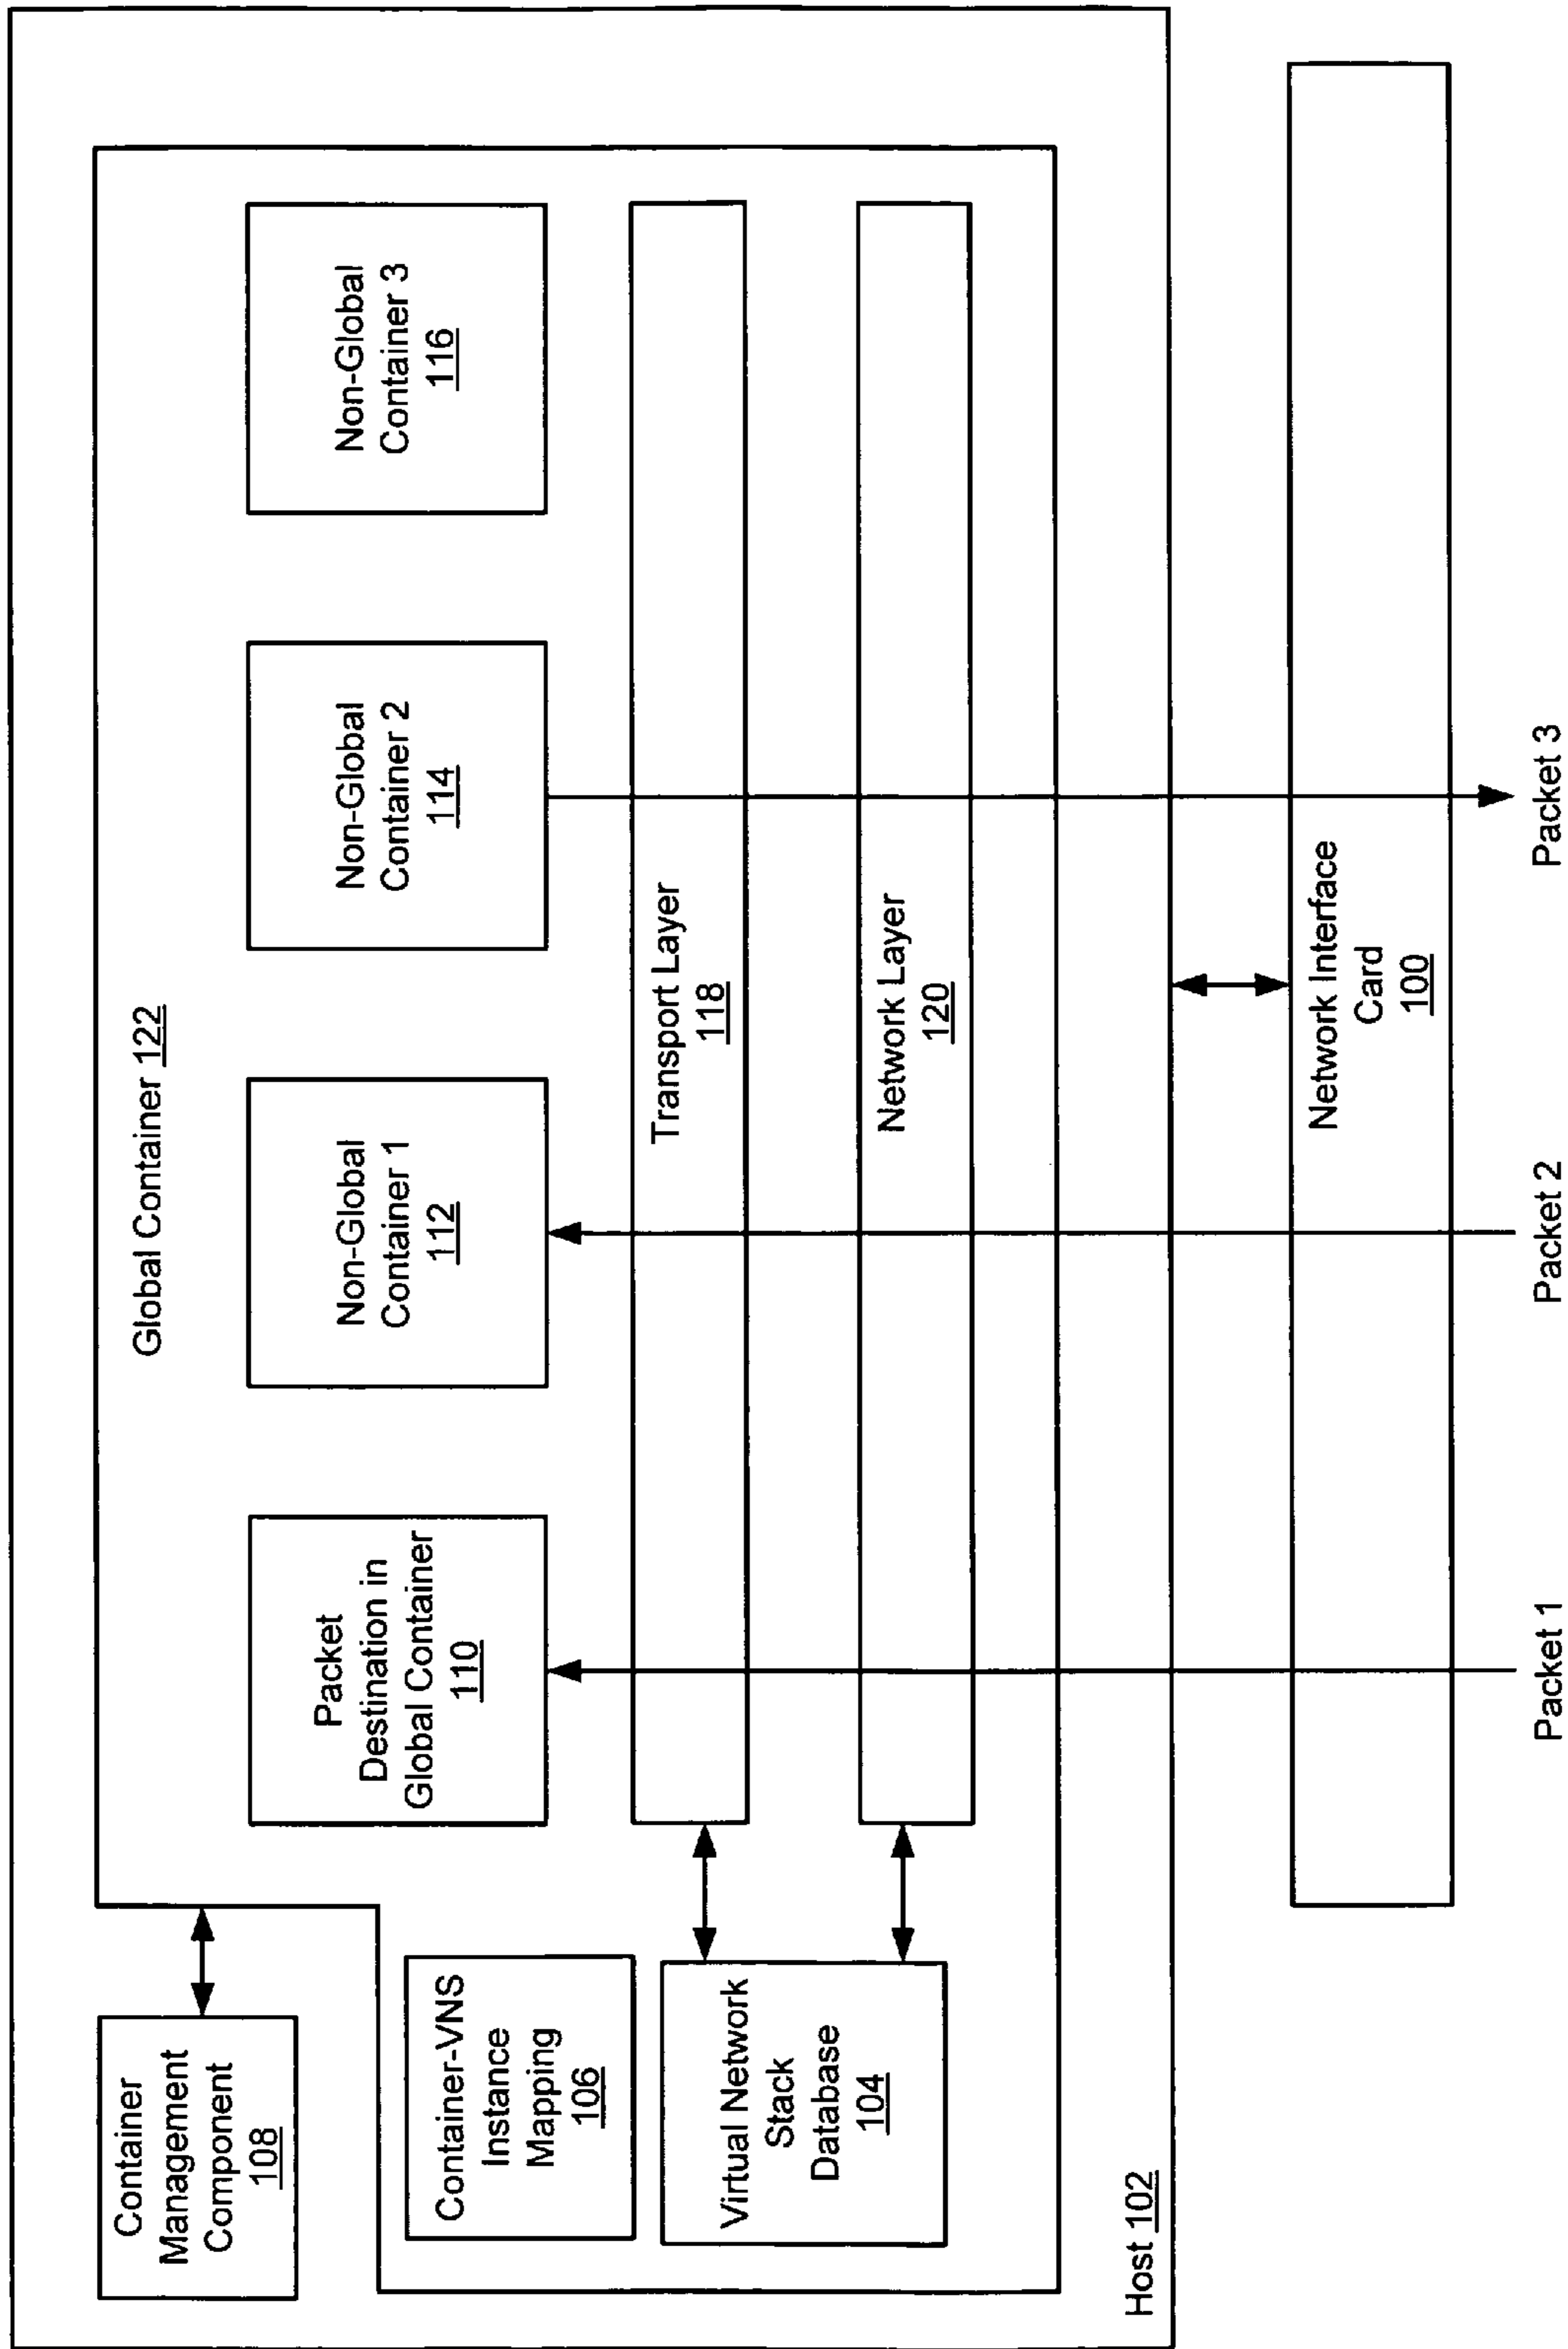 Container
Management
Component
108
Global Container 122
Container-VNS
Instance
Mapping
106
Virtual Network
Stack
Database
104
Packet
Destination in
Global Container
110
Non-Global
Container 1
112
Non-Global
Container 2
114
Non-Global
Container 3
116
Transport Layer
118
Network Layer
120
Host 102
Network Interface
Card
100
Packet 1
Packet 2
Packet 3